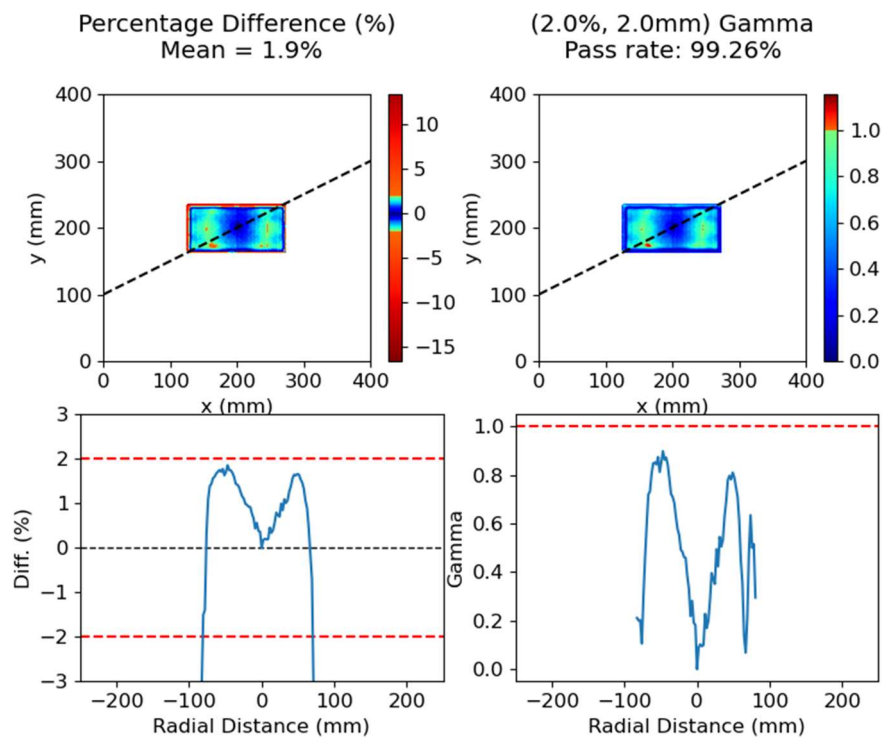 Percentage Difference (%)
Mean = 1.9%
(2.0%, 2.0mm) Gamma
Pass rate: 99.26%
400
300
200
100
0
y (mm)
0 100 200 300 400
x (mm)
10
5
0
−5
−10
−15
400
300
200
100
0
y (mm)
0 100 200 300 400
x (mm)
1.0
0.8
0.6
0.4
0.2
0.0
3
2
1
0
−1
−2
−3
Diff. (%)
−200 −100 0 100 200
Radial Distance (mm)
1.0
0.8
0.6
0.4
0.2
0.0
Gamma
−200 −100 0 100 200
Radial Distance (mm)